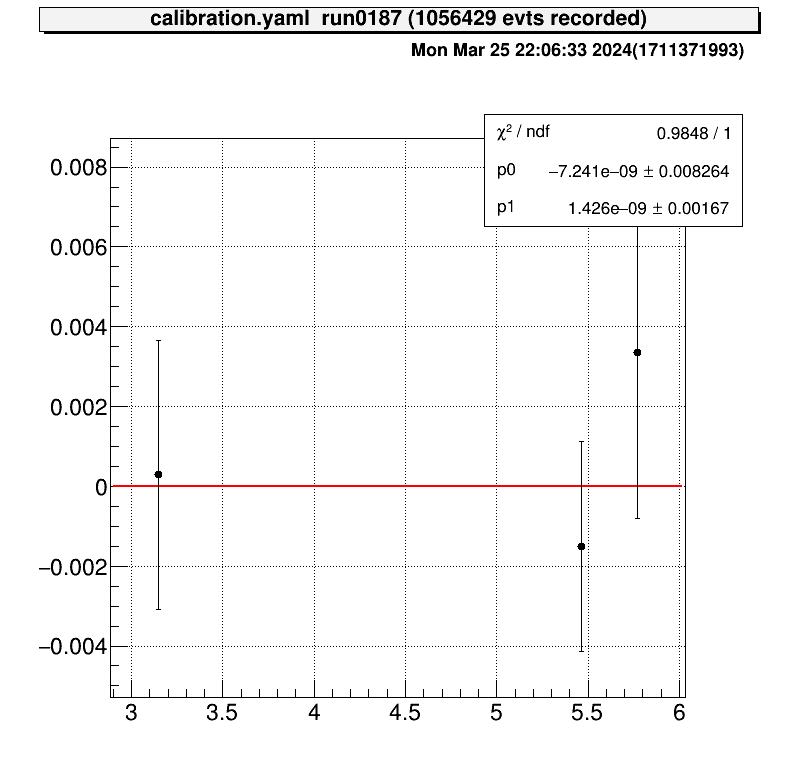 calibration.yaml run0187 (1056429 evts recorded)
Mon Mar 25 22:06:33 2024(1711371993)
χ² / ndf 0.9848 / 1
p0 −7.241e−09 ± 0.008264
p1 1.426e−09 ± 0.00167
0.008
0.006
0.004
0.002
0
−0.002
−0.004
3 3.5 4 4.5 5 5.5 6